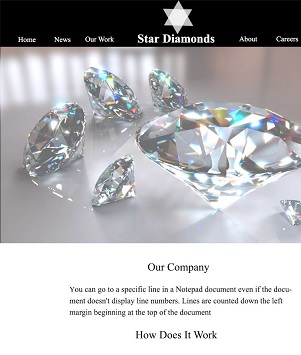 Home News Our Work Star Diamonds About Careers
Our Company
You can go to a specific line in a Notepad document even if the docu-
ment doesn't display line numbers. Lines are counted down the left
margin beginning at the top of the document
How Does It Work